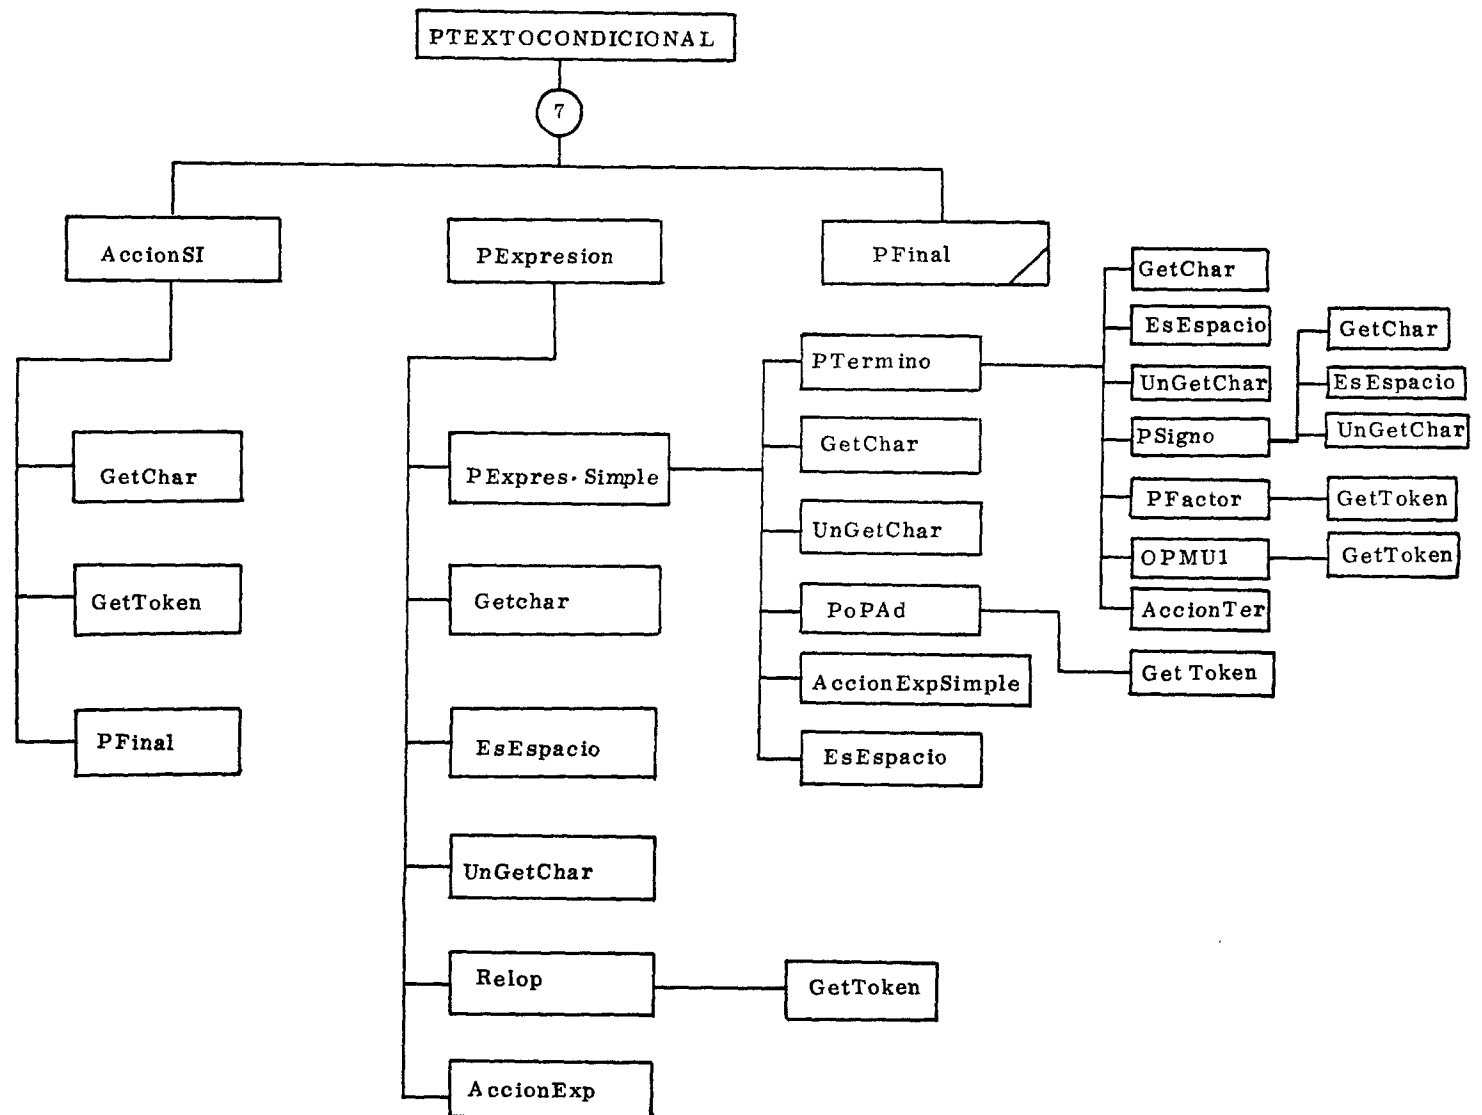 PTEXTOCONDICIONAL
7
AccionSI
PExpresion
PFinal
GetChar
GetToken
PFinal
PExpres. Simple
Getchar
EsEspacio
UnGetChar
Relop
GetToken
AccionExp
PTermino
GetChar
UnGetChar
PoPAd
AccionExpSimple
EsEspacio
GetChar
EsEspacio
UnGetChar
PSigno
PFactor
OPMU1
AccionTer
Get Token
GetChar
EsEspacio
UnGetChar
GetToken
GetToken